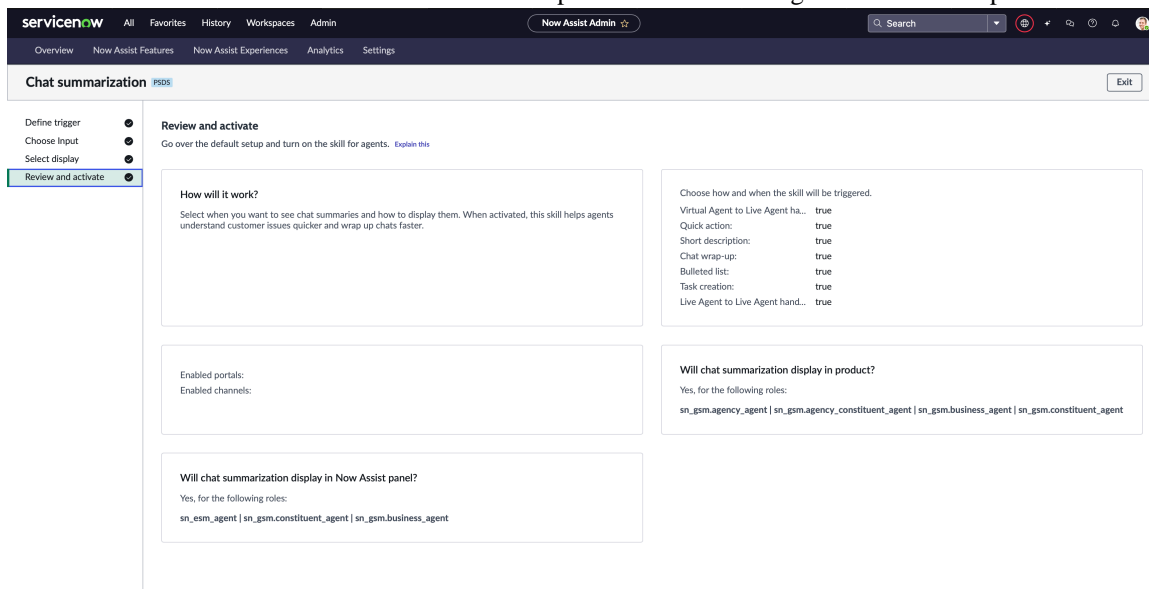 servicenow All Favorites History Workspaces Admin Now Assist Admin Search
Overview Now Assist Features Now Assist Experiences Analytics Settings
Chat summarization PSDS Exit
Define trigger
Choose Input
Select display
Review and activate
Review and activate
Go over the default setup and turn on the skill for agents. Explain this
How will it work?
Select when you want to see chat summaries and how to display them. When activated, this skill helps agents
understand customer issues quicker and wrap up chats faster.
Choose how and when the skill will be triggered.
Virtual Agent to Live Agent ha... true
Quick action: true
Short description: true
Chat wrap-up: true
Bulleted list: true
Task creation: true
Live Agent to Live Agent hand... true
Enabled portals:
Enabled channels:
Will chat summarization display in product?
Yes, for the following roles:
sn_gsm.agency_agent | sn_gsm.agency_constituent_agent | sn_gsm.business_agent | sn_gsm.constituent_agent
Will chat summarization display in Now Assist panel?
Yes, for the following roles:
sn_esm_agent | sn_gsm.constituent_agent | sn_gsm.business_agent